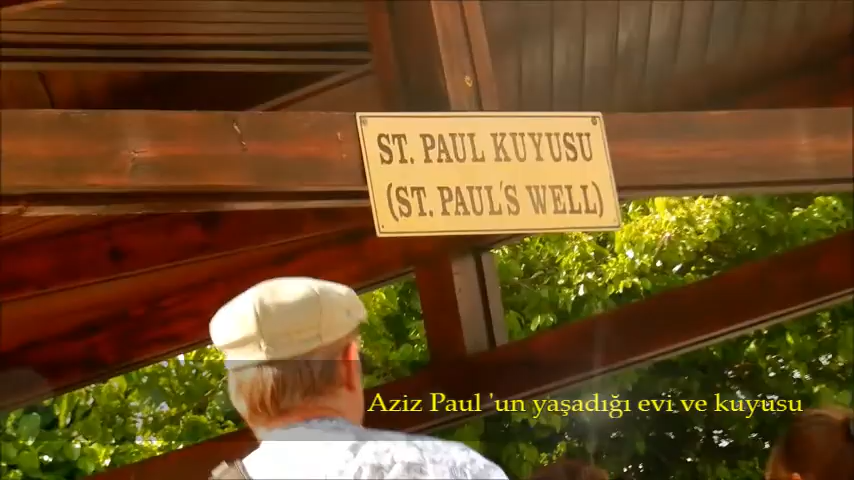 ST. PAUL KUYUSU
(ST. PAUL'S WELL)
Aziz Paul 'un yaşadığı evi ve kuyusu